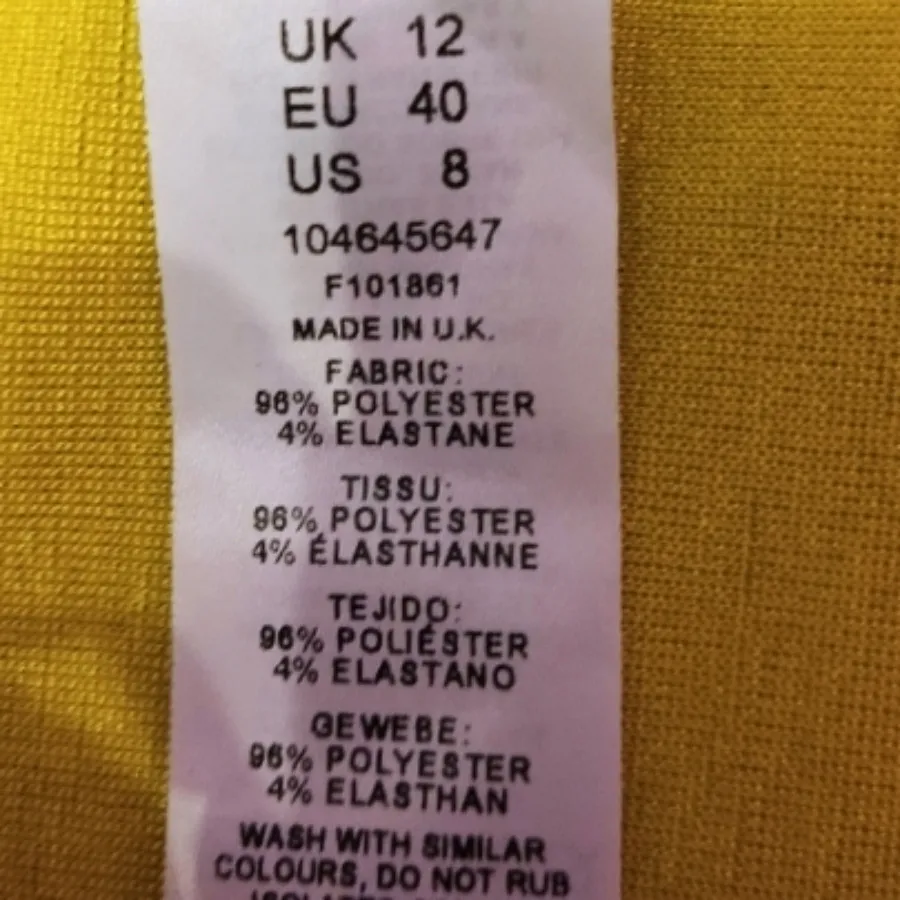 UK 12
EU 40
US 8
104645647
F101861
MADE IN U.K.
FABRIC:
96% POLYESTER
4% ELASTANE
TISSU:
96% POLYESTER
4% ÉLASTHANNE
TEJIDO:
96% POLIÉSTER
4% ELASTANO
GEWEBE:
96% POLYESTER
4% ELASTHAN
WASH WITH SIMILAR
COLOURS, DO NOT RUB